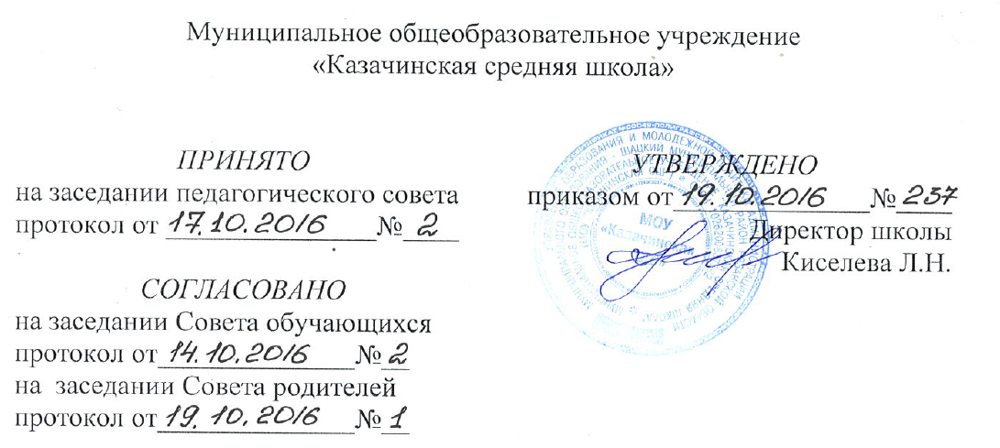 Муниципальное общеобразовательное учреждение
«Казачинская средняя школа»
ПРИНЯТО
на заседании педагогического совета
протокол от 17.10.2016 № 2
СОГЛАСОВАНО
на заседании Совета обучающихся
протокол от 14.10.2016 № 2
на заседании Совета родителей
протокол от 19.10.2016 № 1
УТВЕРЖДЕНО
приказом от 19.10.2016 № 237
Директор школы
Киселева Л.Н.
МОУ
«Казачинская